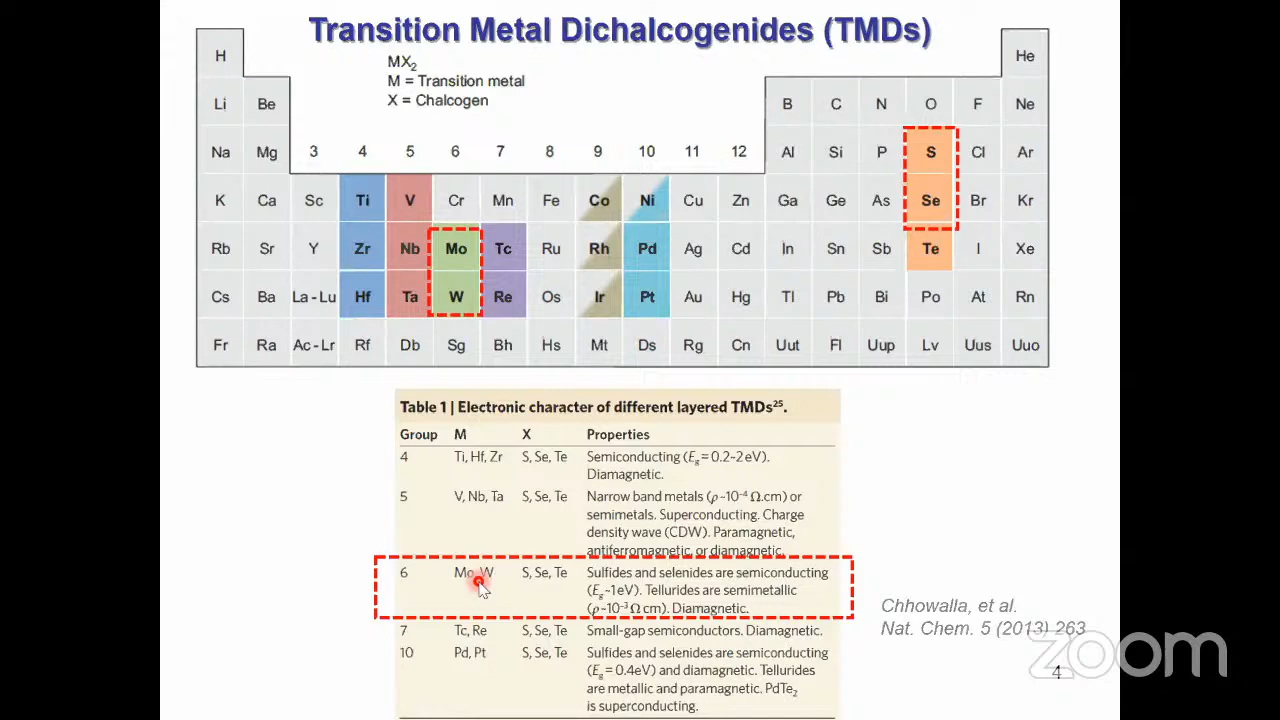 Transition Metal Dichalcogenides (TMDs)
H He
MX2
M = Transition metal
X = Chalcogen
Li Be B C N O F Ne
Na Mg 3 4 5 6 7 8 9 10 11 12 Al Si P S Cl Ar
K Ca Sc Ti V Cr Mn Fe Co Ni Cu Zn Ga Ge As Se Br Kr
Rb Sr Y Zr Nb Mo Tc Ru Rh Pd Ag Cd In Sn Sb Te I Xe
Cs Ba La - Lu Hf Ta W Re Os Ir Pt Au Hg Tl Pb Bi Po At Rn
Fr Ra Ac - Lr Rf Db Sg Bh Hs Mt Ds Rg Cn Uut Fl Uup Lv Uus Uuo
Table 1 | Electronic character of different layered TMDs25.
Group M X Properties
4 Ti, Hf, Zr S, Se, Te Semiconducting (Eg = 0.2–2 eV).
Diamagnetic.
5 V, Nb, Ta S, Se, Te Narrow band metals (ρ ~10–4 Ω.cm) or
semimetals. Superconducting. Charge
density wave (CDW). Paramagnetic,
antiferromagnetic, or diamagnetic.
6 Mo, W S, Se, Te Sulfides and selenides are semiconducting
(Eg ~1 eV). Tellurides are semimetallic
(ρ ~10–3 Ω cm). Diamagnetic.
7 Tc, Re S, Se, Te Small-gap semiconductors. Diamagnetic.
10 Pd, Pt S, Se, Te Sulfides and selenides are semiconducting
(Eg = 0.4 eV) and diamagnetic. Tellurides
are metallic and paramagnetic. PdTe2
is superconducting.
Chhowalla, et al.
Nat. Chem. 5 (2013) 263
zoom
4